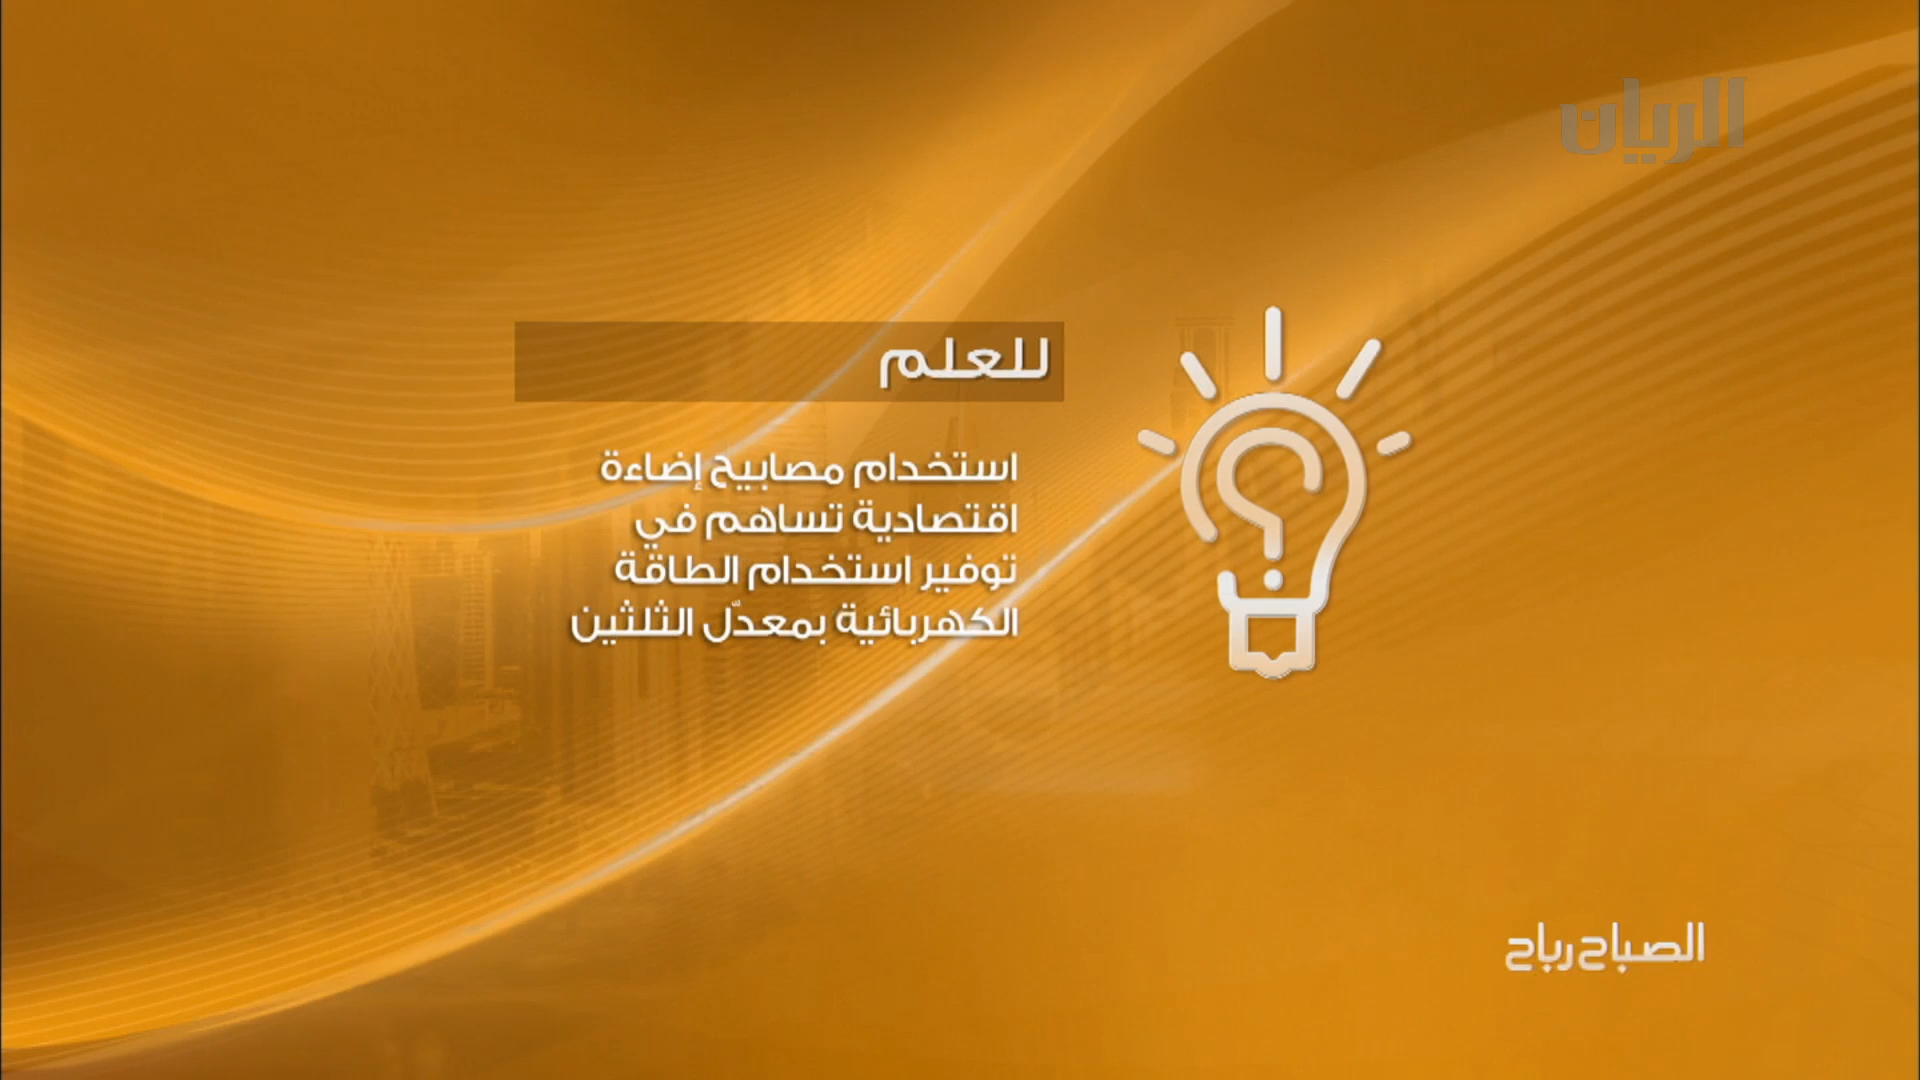 الريان
للعلم
استخدام مصابيح إضاءة
اقتصادية تساهم في
توفير استخدام الطاقة
الكهربائية بمعدّل الثلثين
الصباح رباح